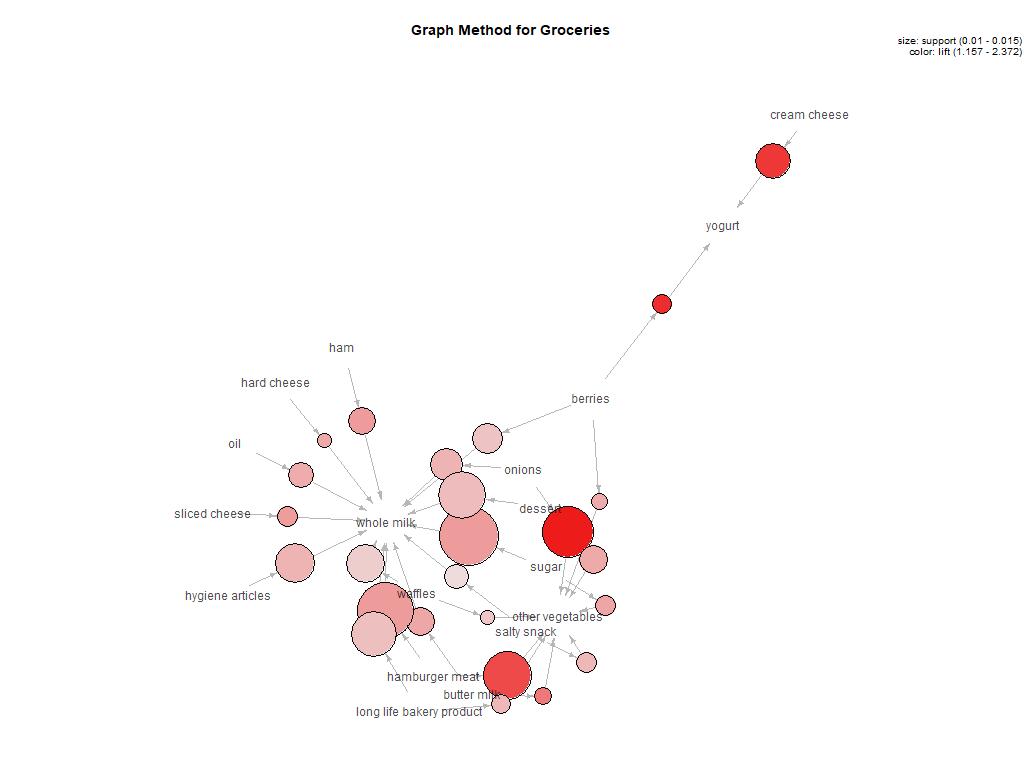 Graph Method for Groceries
size: support (0.01 - 0.015)
color: lift (1.157 - 2.372)
cream cheese
yogurt
ham
hard cheese
berries
oil
onions
dessert
sliced cheese
whole milk
sugar
hygiene articles
waffles
other vegetables
salty snack
hamburger meat
butter milk
long life bakery product